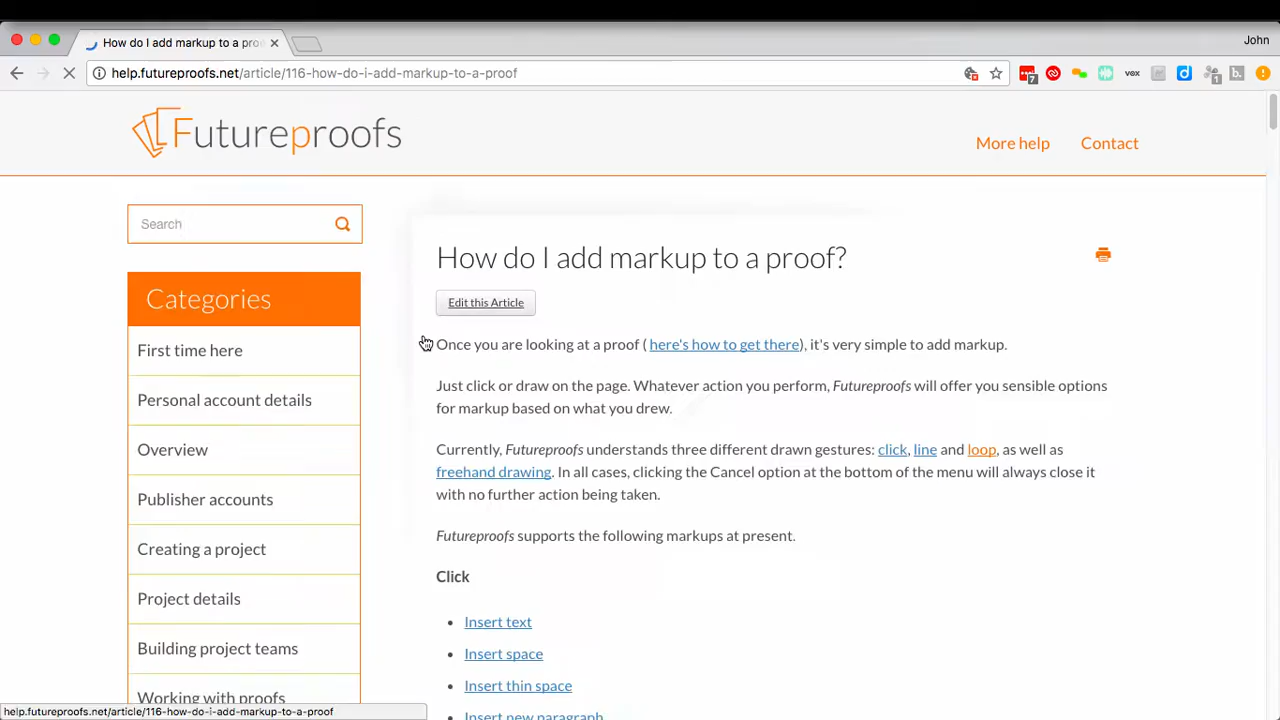 How do I add markup to a pro
John
help.futureproofs.net/article/116-how-do-i-add-markup-to-a-proof
7
vox
1
b.
Futureproofs
More help
Contact
Search
How do I add markup to a proof?
Edit this Article
Categories
First time here
Personal account details
Overview
Publisher accounts
Creating a project
Project details
Building project teams
Working with proofs
Once you are looking at a proof ( here's how to get there), it's very simple to add markup.
Just click or draw on the page. Whatever action you perform, Futureproofs will offer you sensible options
for markup based on what you drew.
Currently, Futureproofs understands three different drawn gestures: click, line and loop, as well as
freehand drawing. In all cases, clicking the Cancel option at the bottom of the menu will always close it
with no further action being taken.
Futureproofs supports the following markups at present.
Click
• Insert text
• Insert space
• Insert thin space
• Insert new paragraph
help.futureproofs.net/article/116-how-do-i-add-markup-to-a-proof